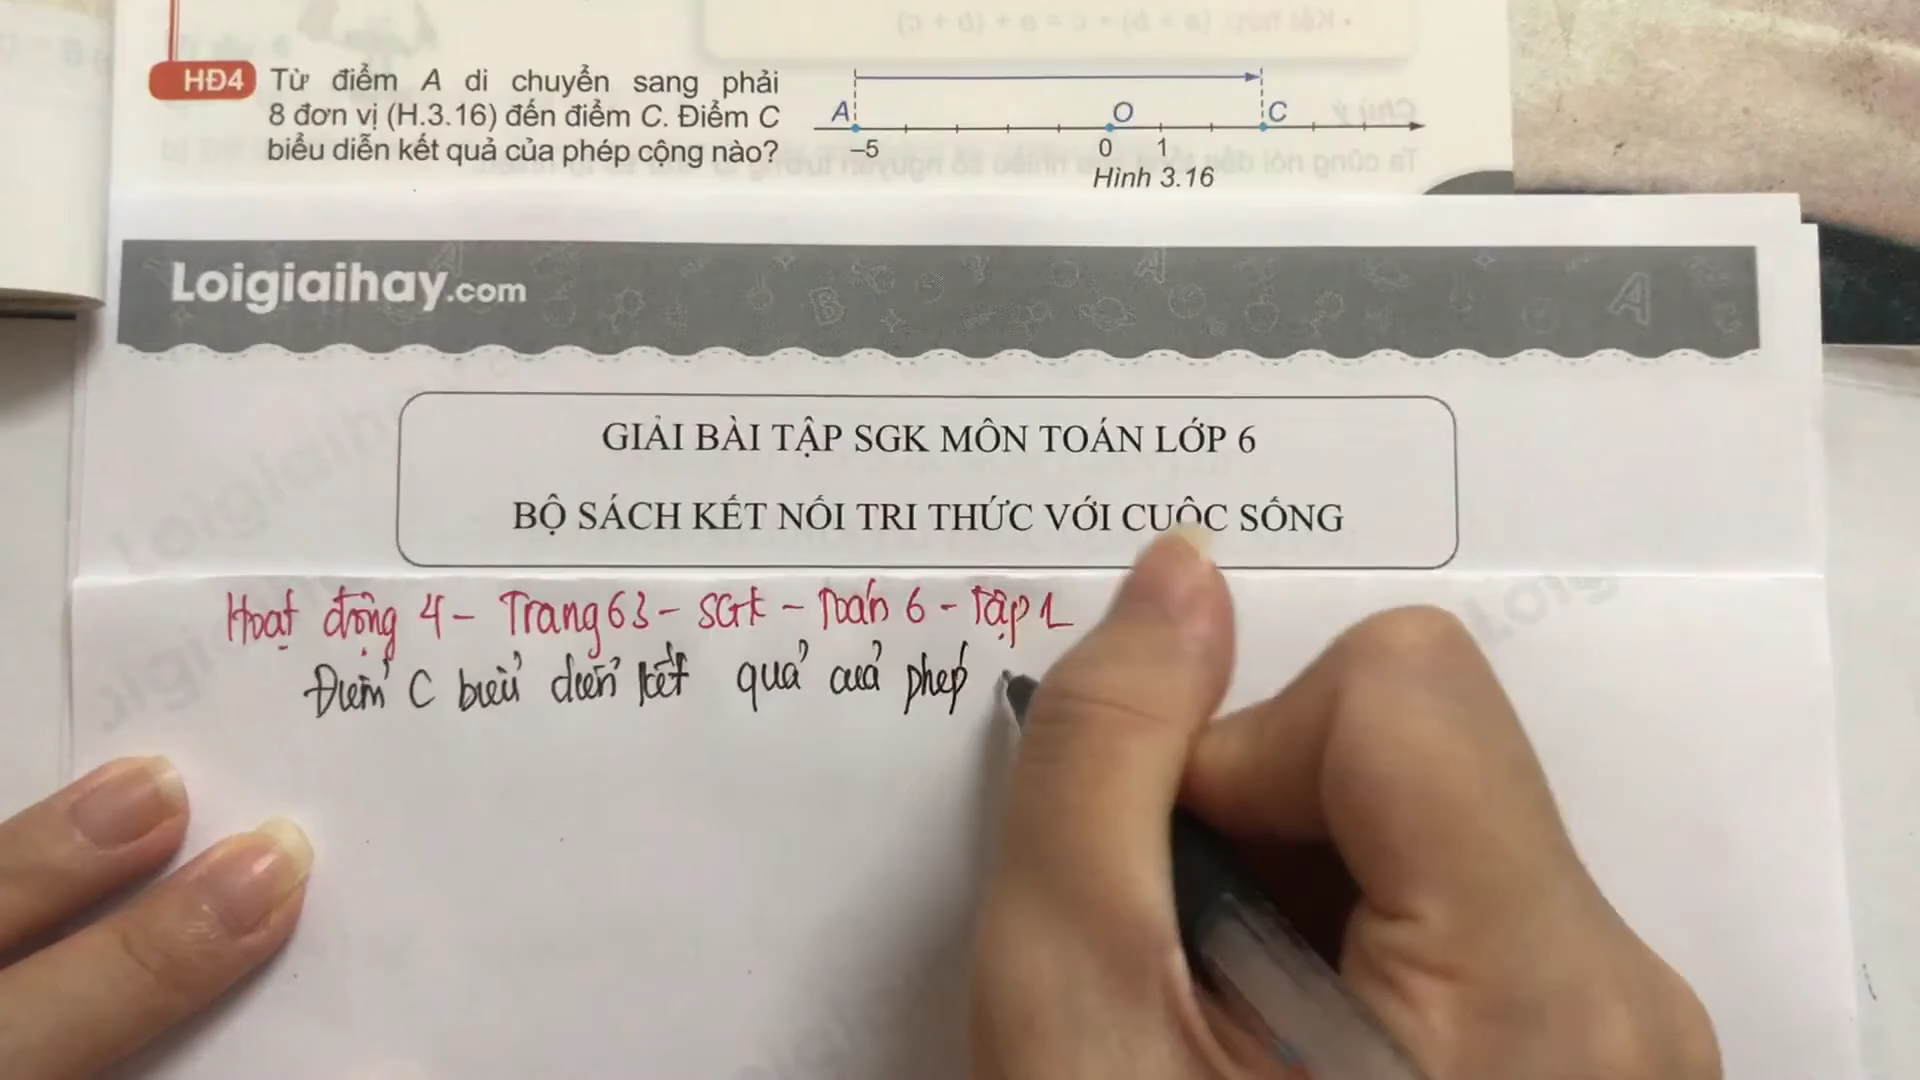 HĐ4 Từ điểm A di chuyển sang phải
8 đơn vị (H.3.16) đến điểm C. Điểm C
biểu diễn kết quả của phép cộng nào?
A O C
–5 0 1
Hình 3.16
Loigiaihay.com
GIẢI BÀI TẬP SGK MÔN TOÁN LỚP 6
BỘ SÁCH KẾT NỐI TRI THỨC VỚI CUỘC SỐNG
Hoạt động 4 - Trang 63 - SGK - Toán 6 - Tập 1
Điểm C biểu diễn kết quả của phép